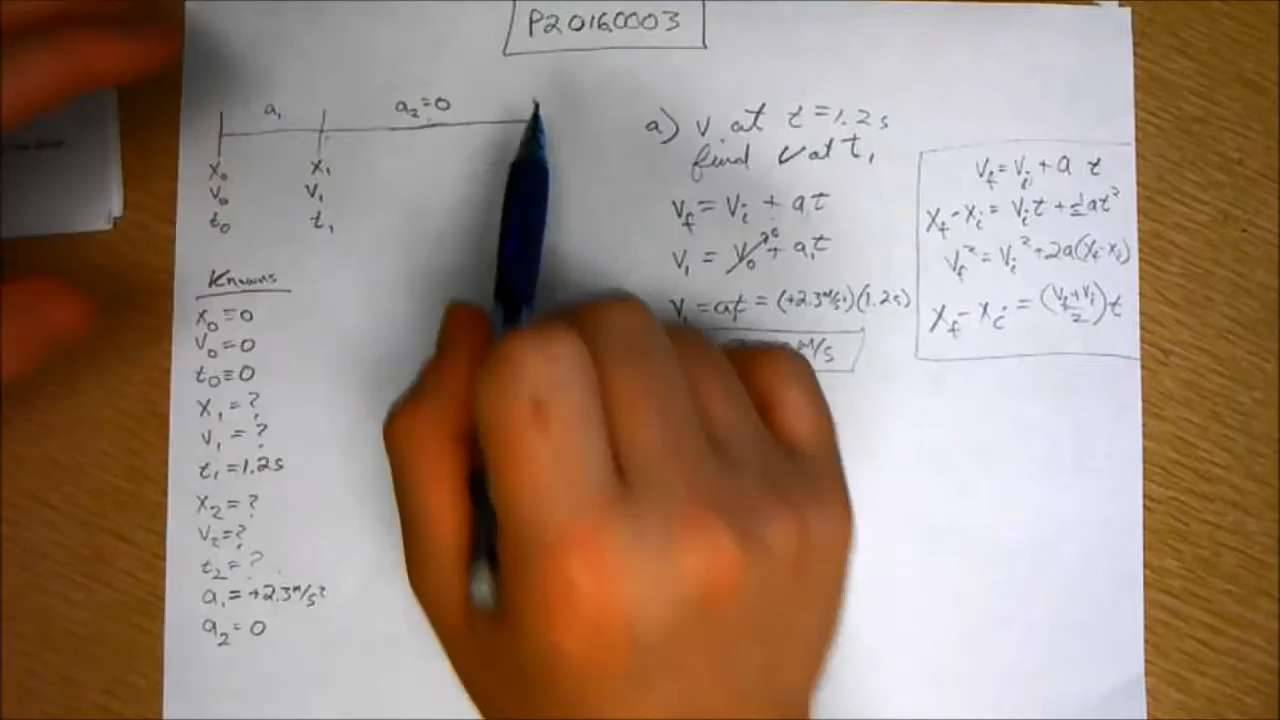 P20160003
a₁ a₂=0
x₀ x₁
v₀ v₁
t₀ t₁
Knowns
x₀≡0
v₀=0
t₀≡0
x₁=?
v₁=?
t₁=1.2s
x₂=?
v₂=?
t₂=?
a₁=+2.3m/s²
a₂=0
a) v at t=1.2s
find v at t₁
v_f = v_i + at
v₁ = v₀ + a₁t
v₁=at = (+2.3m/s²)(1.2s)
m/s
v_f=v_i + a t
x_f-x_i = v_i t + ½at²
v_f² = v_i² + 2a(x_f-x_i)
x_f - x_i = (v_f+v_i/2)t